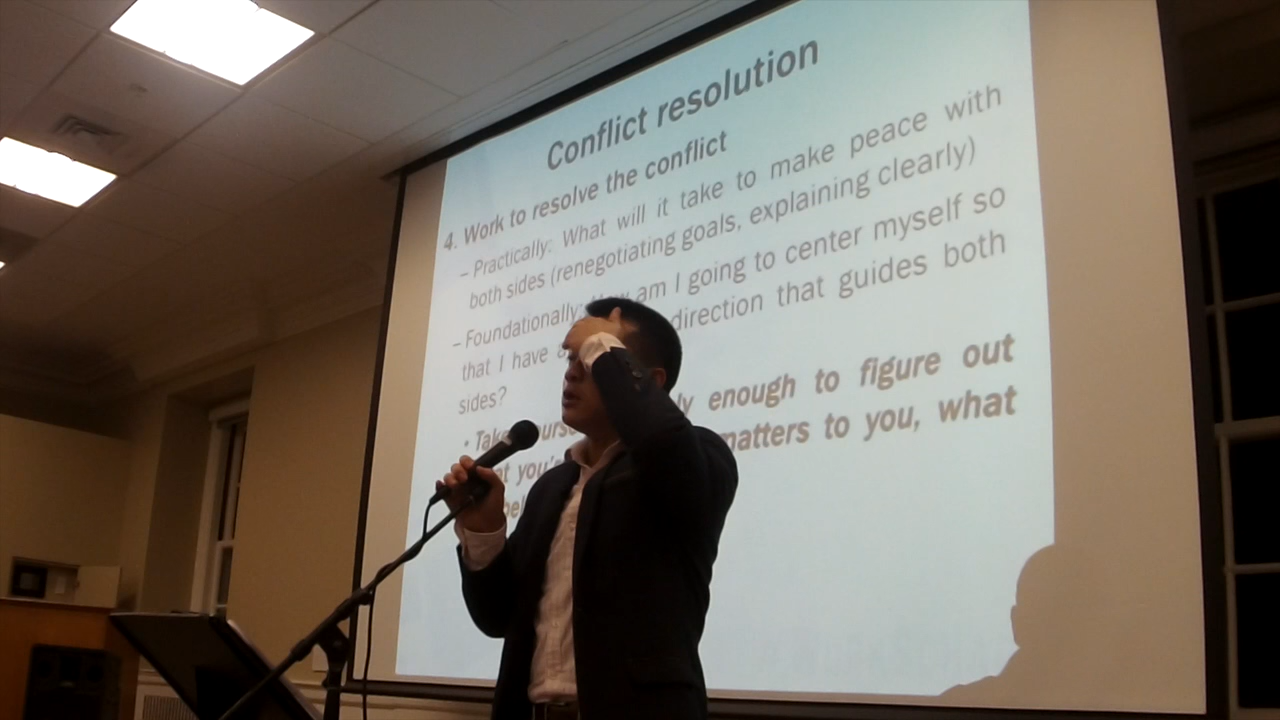 Conflict resolution
4. Work to resolve the conflict
– Practically: What will it take to make peace with
both sides (renegotiating goals, explaining clearly)
– Foundationally: am I going to center myself so
that I have direction that guides both
sides?
• enough to figure out
matters to you, what